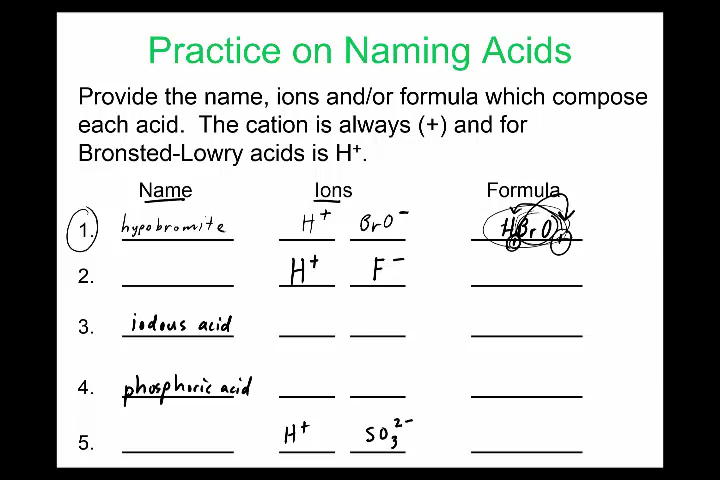 Practice on Naming Acids
Provide the name, ions and/or formula which compose
each acid. The cation is always (+) and for
Bronsted-Lowry acids is H⁺.
Name Ions Formula
1. hypobromite H⁺ BrO⁻ HBrO
2. H⁺ F⁻
3. iodous acid
4. phosphoric acid
5. H⁺ SO₃²⁻